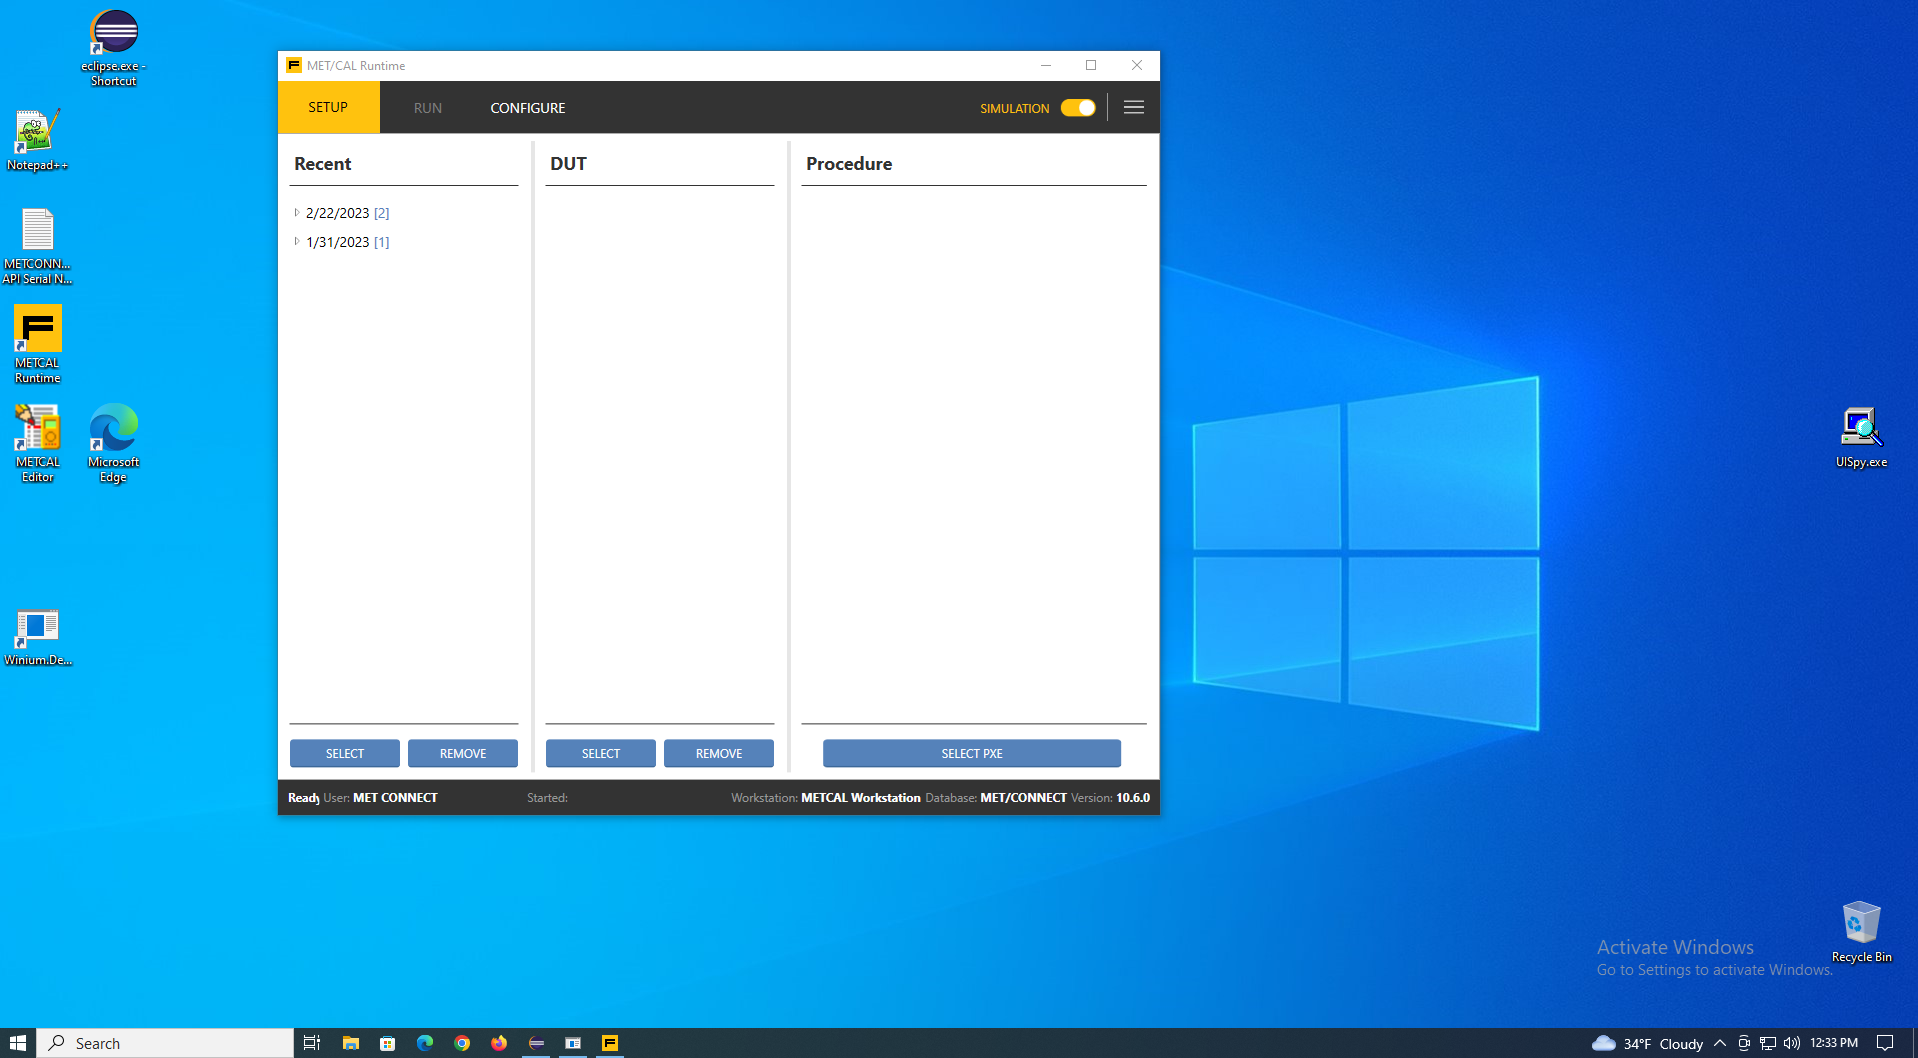 eclipse.exe -
Shortcut
Notepad++
METCONN...
API Serial N...
METCAL
Runtime
METCAL
Editor
Microsoft
Edge
Winium.De...
MET/CAL Runtime
SETUP
RUN
CONFIGURE
SIMULATION
Recent
2/22/2023 [2]
1/31/2023 [1]
SELECT
REMOVE
DUT
SELECT
REMOVE
Procedure
SELECT PXE
Ready User: MET CONNECT
Started:
Workstation: METCAL Workstation Database: MET/CONNECT Version: 10.6.0
UISpy.exe
Activate Windows
Go to Settings to activate Windows.
Recycle Bin
Search
34°F Cloudy
12:33 PM